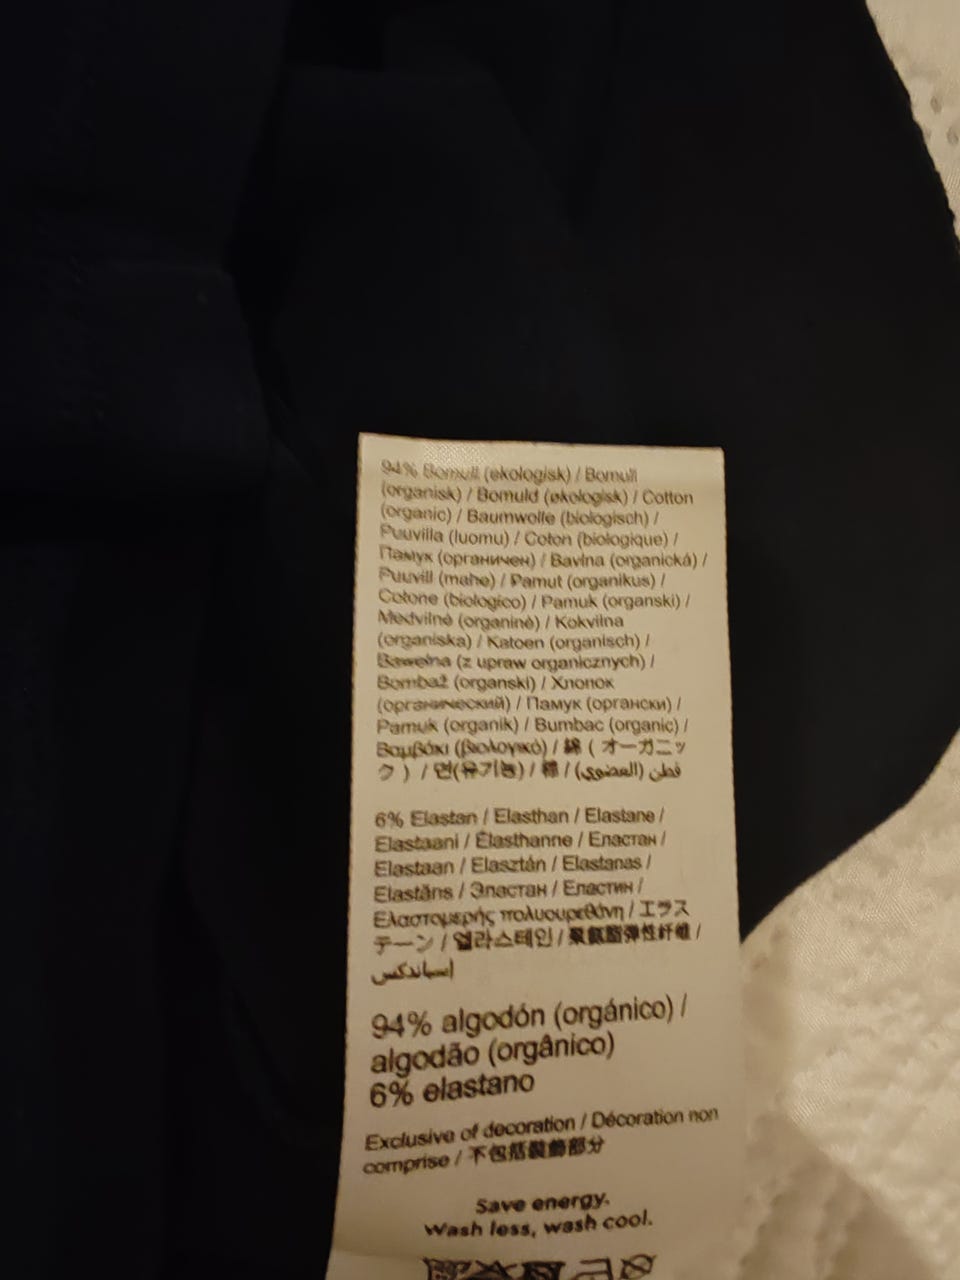 94% Bomull (ekologisk) / Bomull
(organisk) / Bomuld (økologisk) / Cotton
(organic) / Baumwolle (biologisch) /
Puuvilla (luomu) / Coton (biologique) /
Памук (органичен) / Bavlna (organická) /
Puuvill (mahe) / Pamut (organikus) /
Cotone (biologico) / Pamuk (organski) /
Medvilnė (organinė) / Kokvilna
(organiska) / Katoen (organisch) /
Bawełna (z upraw organicznych) /
Bombaž (organski) / Хлопок
(органический) / Памук (органски) /
Pamuk (organik) / Bumbac (organic) /
Βαμβάκι (βιολογικό) / 綿 ( オーガニッ
ク ) / 면(유기농) / 棉 / قطن (العضوي) /
6% Elastan / Elasthan / Elastane /
Elastaani / Élasthanne / Еластан /
Elastaan / Elasztán / Elastanas /
Elastāns / Эластан / Еластин /
Ελαστομερής πολυουρεθάνη / エラス
テーン / 엘라스테인 / 聚氨酯弹性纤维 /
إسباندكس
94% algodón (orgánico) /
algodão (orgânico)
6% elastano
Exclusive of decoration / Décoration non
comprise / 不包括装飾部分
Save energy.
Wash less, wash cool.